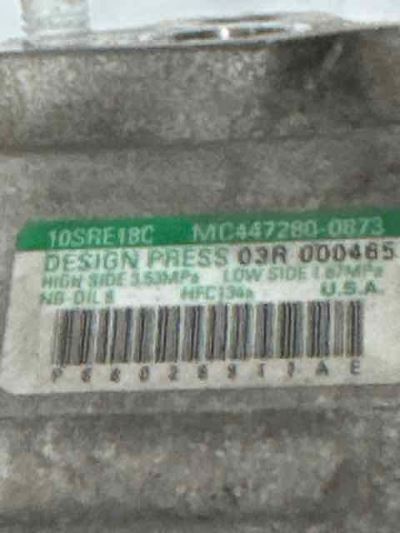 10SRE18C MC447280-0873
DESIGN PRESS 03R 000465
HIGH SIDE 3.53MPa LOW SIDE 1.67MPa
ND-OIL 8 HFC134a U.S.A.